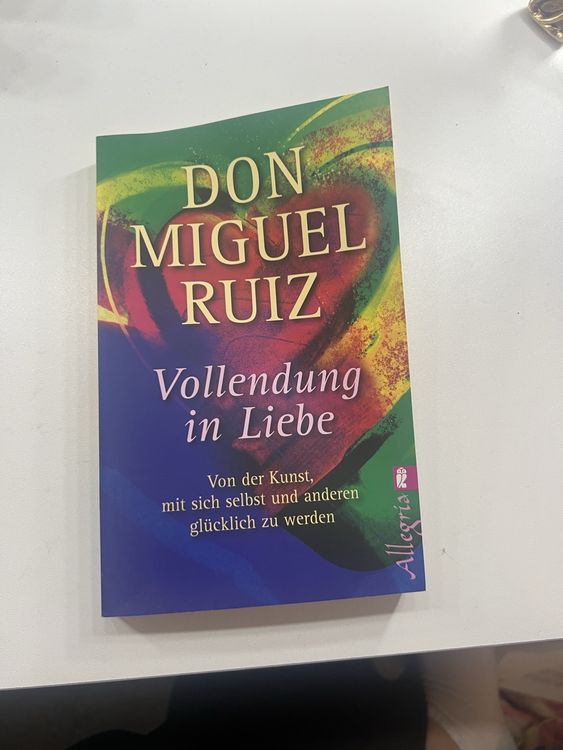 DON
MIGUEL
RUIZ
Vollendung
in Liebe
Von der Kunst,
mit sich selbst und anderen
glücklich zu werden
Allegria